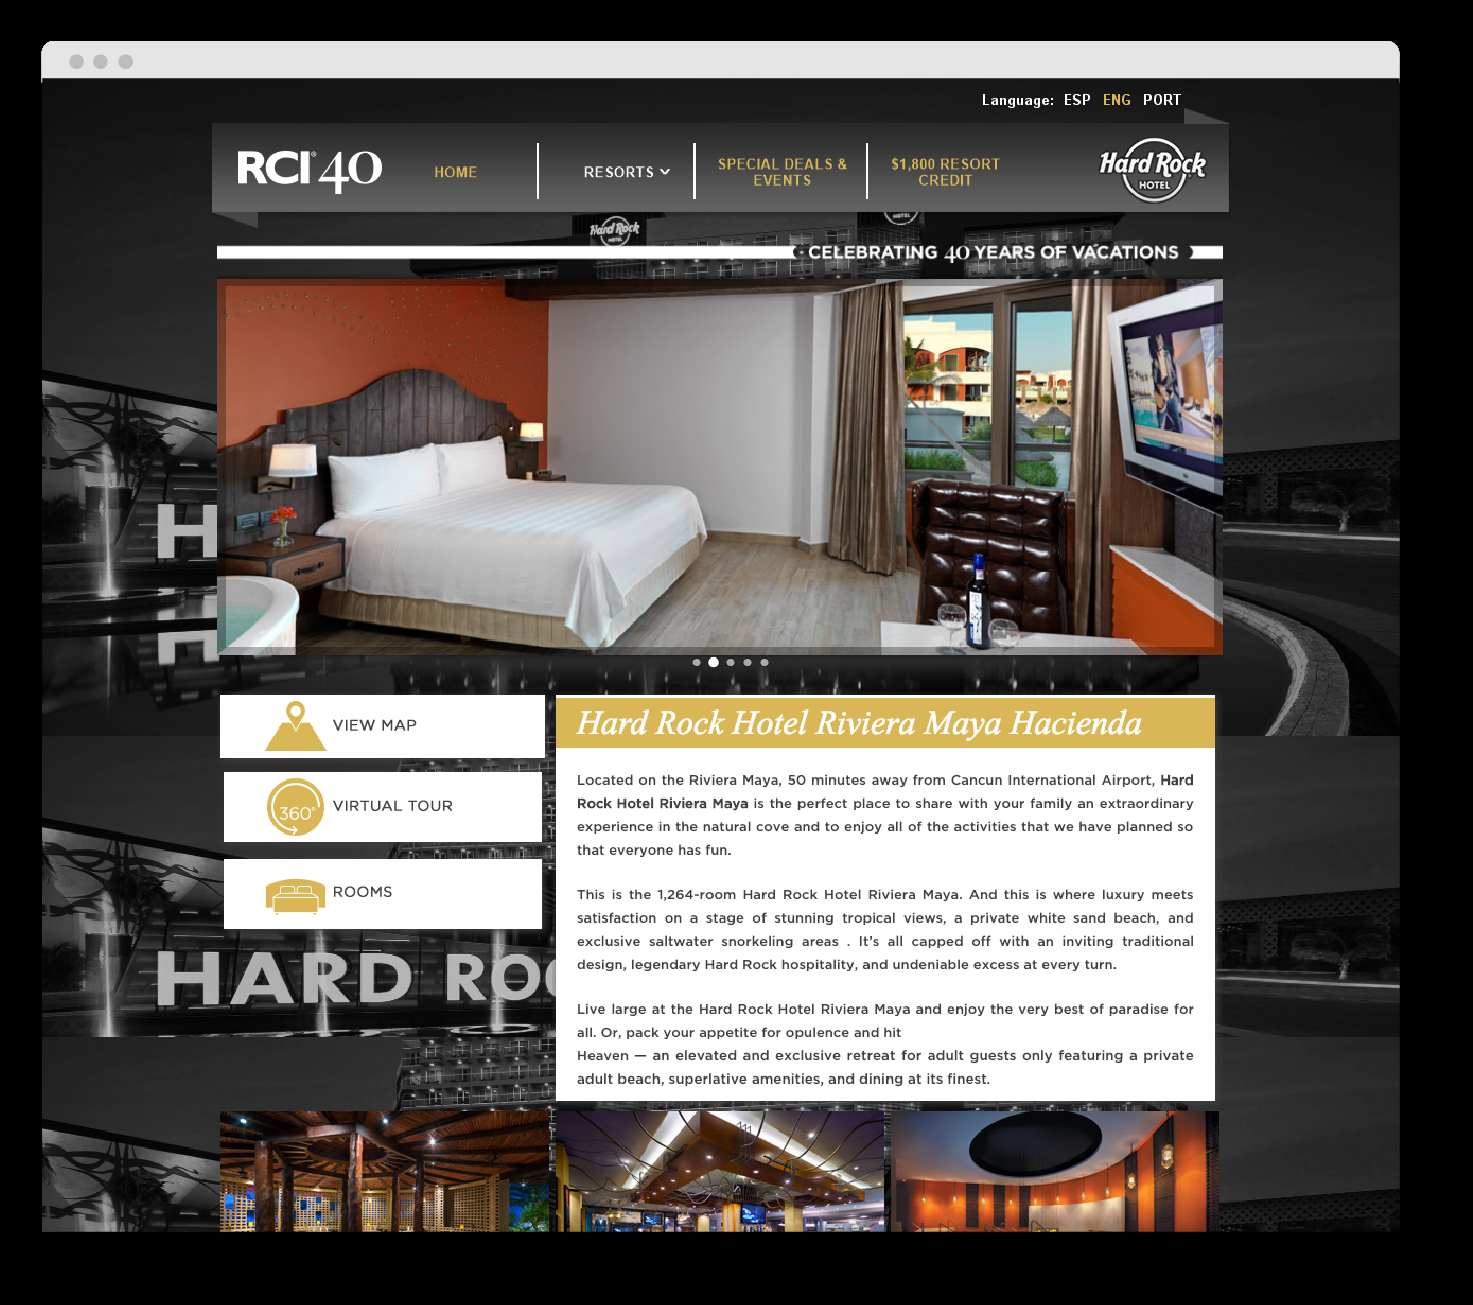 Language: ESP ENG PORT
RCI® 40
HOME
RESORTS
SPECIAL DEALS &
EVENTS
$1,800 RESORT
CREDIT
Hard Rock
HOTEL
Hard Rock
HOTEL
HOTEL
· CELEBRATING 40 YEARS OF VACATIONS
H
H
VIEW MAP
360°
VIRTUAL TOUR
ROOMS
HARD ROC
Hard Rock Hotel Riviera Maya Hacienda
Located on the Riviera Maya, 50 minutes away from Cancun International Airport, Hard
Rock Hotel Riviera Maya is the perfect place to share with your family an extraordinary
experience in the natural cove and to enjoy all of the activities that we have planned so
that everyone has fun.
This is the 1,264-room Hard Rock Hotel Riviera Maya. And this is where luxury meets
satisfaction on a stage of stunning tropical views, a private white sand beach, and
exclusive saltwater snorkeling areas . It's all capped off with an inviting traditional
design, legendary Hard Rock hospitality, and undeniable excess at every turn.
Live large at the Hard Rock Hotel Riviera Maya and enjoy the very best of paradise for
all. Or, pack your appetite for opulence and hit
Heaven — an elevated and exclusive retreat for adult guests only featuring a private
adult beach, superlative amenities, and dining at its finest.